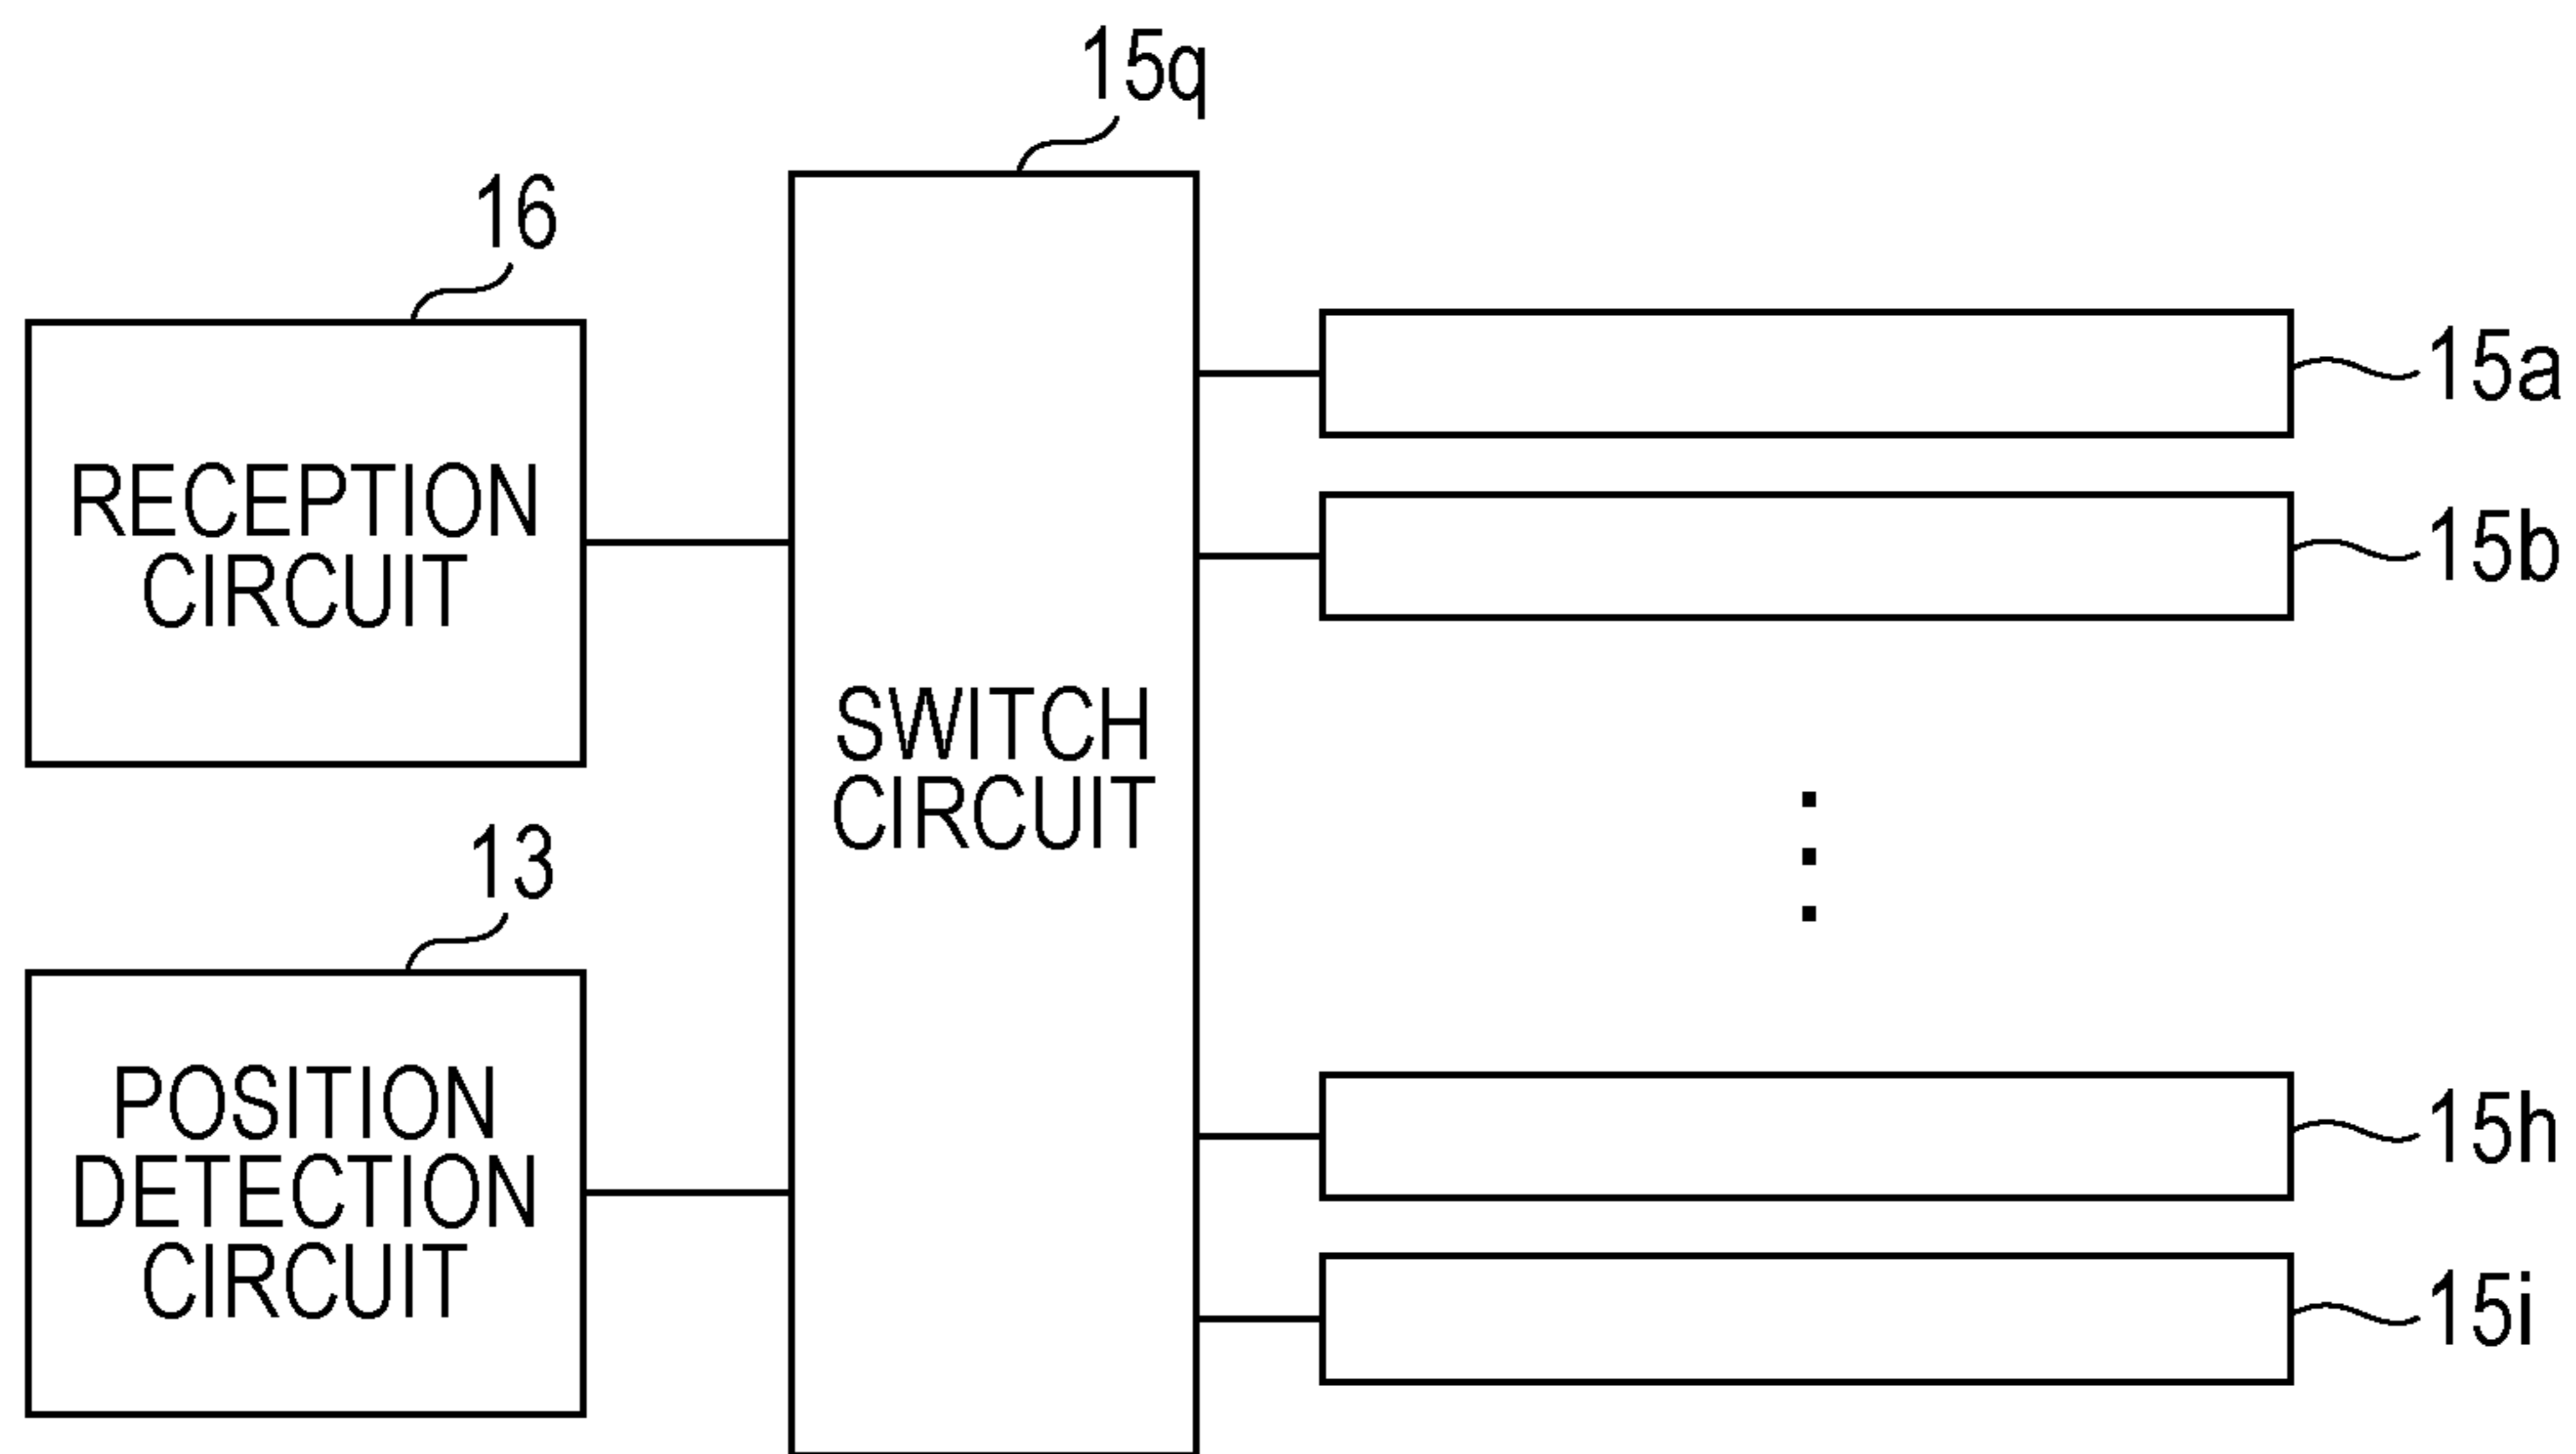 15q
16
RECEPTION
CIRCUIT
SWITCH
CIRCUIT
13
POSITION
DETECTION
CIRCUIT
15a
15b
15h
15i